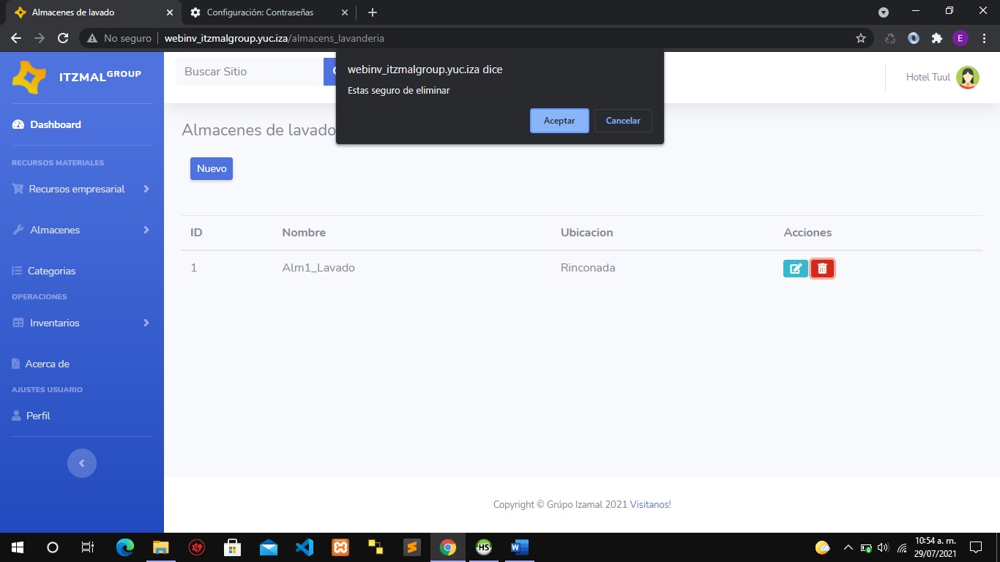 Almacenes de lavado
Configuración: Contraseñas
No seguro
webinv_itzmalgroup.yuc.iza/almacens_lavanderia
E
ITZMAL GROUP
Buscar Sitio
webinv_itzmalgroup.yuc.iza dice
Estas seguro de eliminar
Aceptar
Cancelar
Hotel Tuul
Dashboard
RECURSOS MATERIALES
Recursos empresarial
Almacenes
Categorias
OPERACIONES
Inventarios
Acerca de
AJUSTES USUARIO
Perfil
Almacenes de lavado
Nuevo
ID Nombre Ubicacion Acciones
1 Alm1_Lavado Rinconada
Copyright © Grúpo Izamal 2021 Visitanos!
HS
10:54 a. m.
29/07/2021